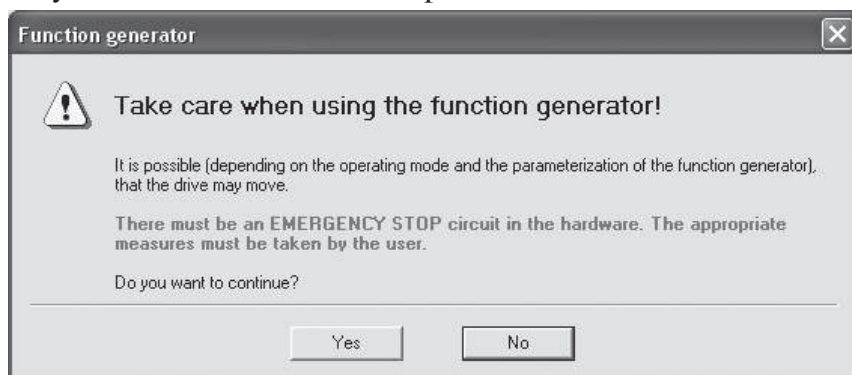 Function generator
Take care when using the function generator!
It is possible (depending on the operating mode and the parameterization of the function generator),
that the drive may move.
There must be an EMERGENCY STOP circuit in the hardware. The appropriate
measures must be taken by the user.
Do you want to continue?
Yes
No